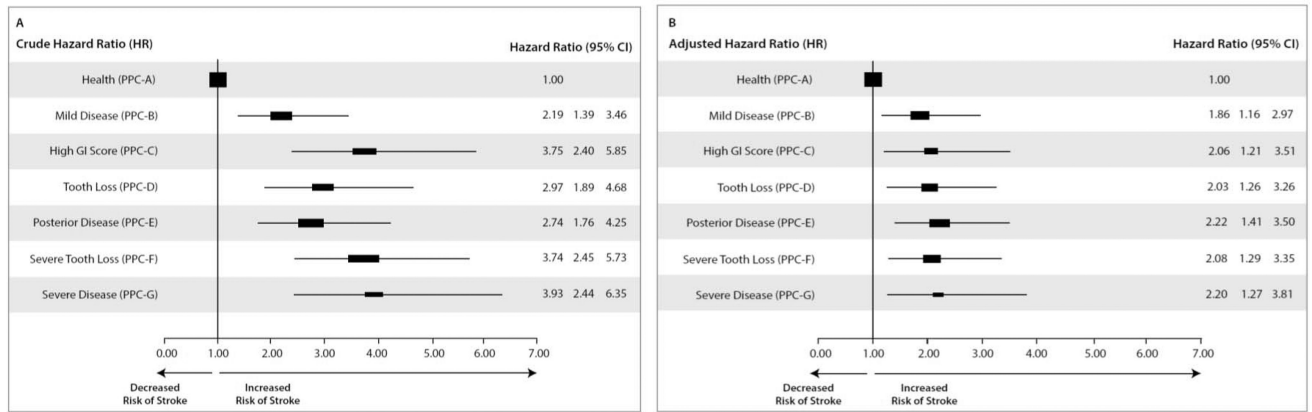 A
Crude Hazard Ratio (HR)
Hazard Ratio (95% CI)
Health (PPC-A) 1.00
Mild Disease (PPC-B) 2.19 1.39 3.46
High GI Score (PPC-C) 3.75 2.40 5.85
Tooth Loss (PPC-D) 2.97 1.89 4.68
Posterior Disease (PPC-E) 2.74 1.76 4.25
Severe Tooth Loss (PPC-F) 3.74 2.45 5.73
Severe Disease (PPC-G) 3.93 2.44 6.35
0.00 1.00 2.00 3.00 4.00 5.00 6.00 7.00
Decreased
Risk of Stroke
Increased
Risk of Stroke
B
Adjusted Hazard Ratio (HR)
Hazard Ratio (95% CI)
Health (PPC-A) 1.00
Mild Disease (PPC-B) 1.86 1.16 2.97
High GI Score (PPC-C) 2.06 1.21 3.51
Tooth Loss (PPC-D) 2.03 1.26 3.26
Posterior Disease (PPC-E) 2.22 1.41 3.50
Severe Tooth Loss (PPC-F) 2.08 1.29 3.35
Severe Disease (PPC-G) 2.20 1.27 3.81
0.00 1.00 2.00 3.00 4.00 5.00 6.00 7.00
Decreased
Risk of Stroke
Increased
Risk of Stroke